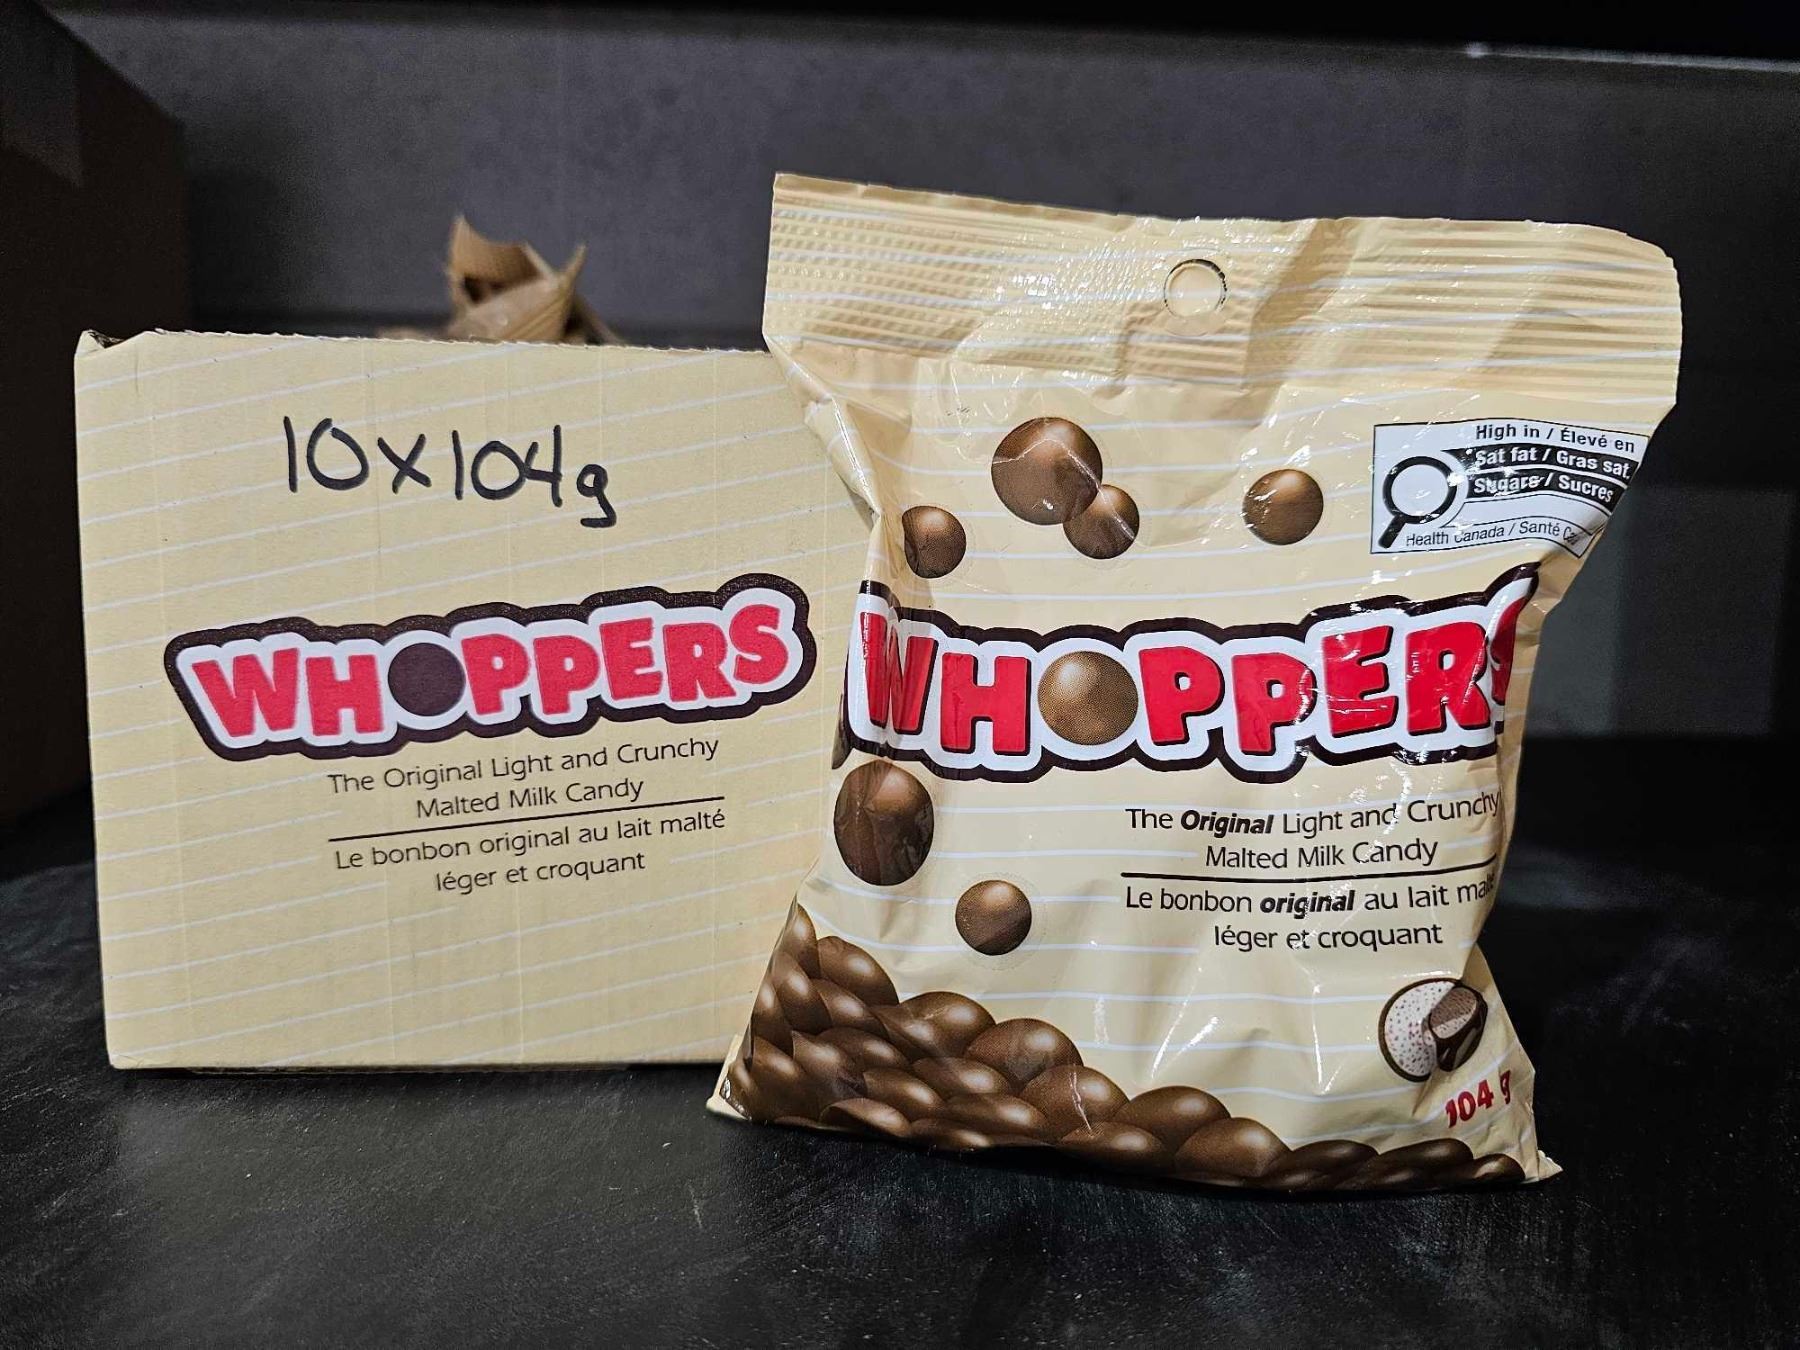 10x104g
WHOPPERS
The Original Light and Crunchy
Malted Milk Candy
Le bonbon original au lait malté
léger et croquant
High in / Élevé en
Sat fat / Gras sat
Sugars / Sucres
Health Canada / Santé
WHOPPERS
The Original Light and Crunchy
Malted Milk Candy
Le bonbon original au lait malté
léger et croquant
104 g